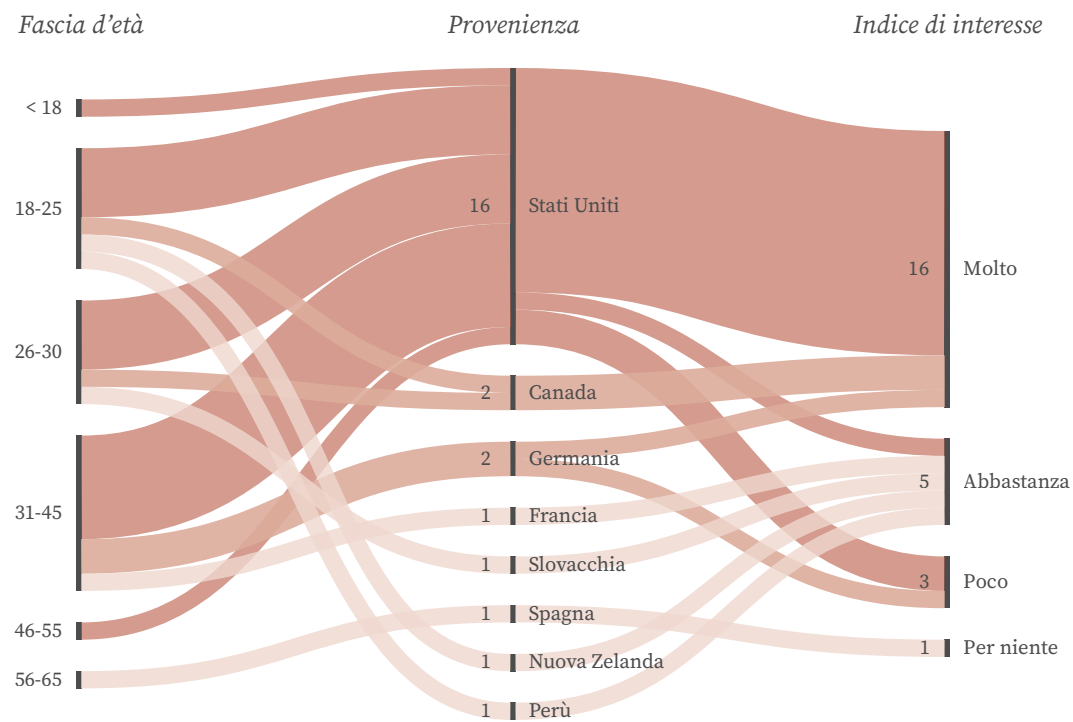 Fascia d’età
Provenienza
Indice di interesse
< 18
18-25
26-30
31-45
46-55
56-65
16 Stati Uniti
2 Canada
2 Germania
1 Francia
1 Slovacchia
1 Spagna
1 Nuova Zelanda
1 Perù
16 Molto
5 Abbastanza
3 Poco
1 Per niente